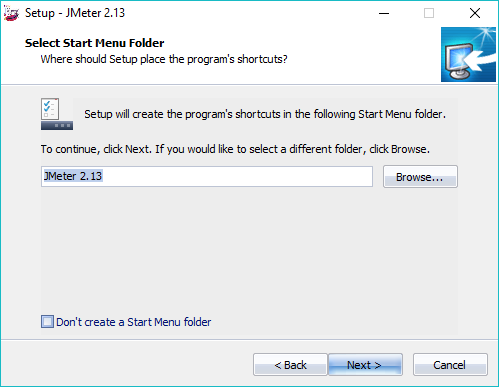 Setup - JMeter 2.13
Select Start Menu Folder
Where should Setup place the program's shortcuts?
Setup will create the program's shortcuts in the following Start Menu folder.
To continue, click Next. If you would like to select a different folder, click Browse.
JMeter 2.13
Browse...
Don't create a Start Menu folder
< Back
Next >
Cancel